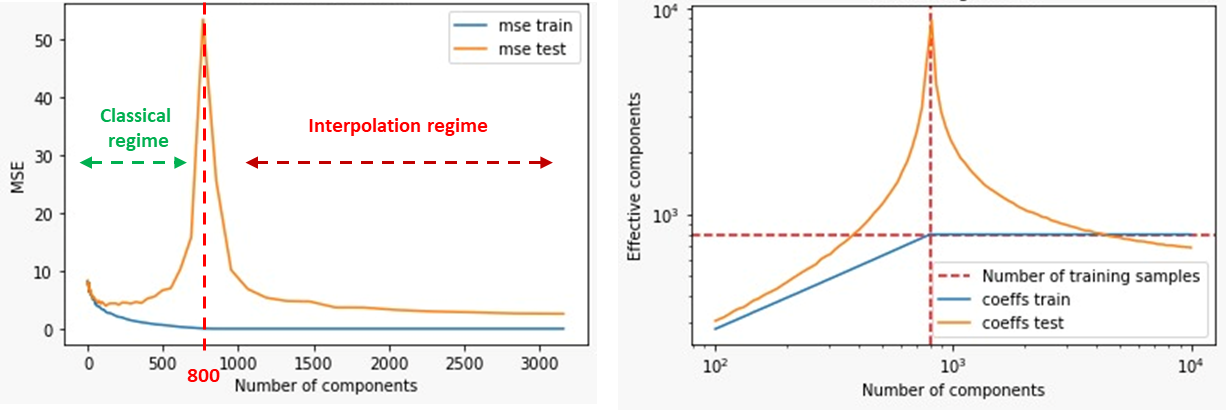 50
40
30
20
10
0
MSE
mse train
mse test
Classical
regime
Interpolation regime
0
500
1000
1500
2000
2500
3000
800
Number of components
10⁴
10³
Effective components
Number of training samples
coeffs train
coeffs test
10²
10³
10⁴
Number of components